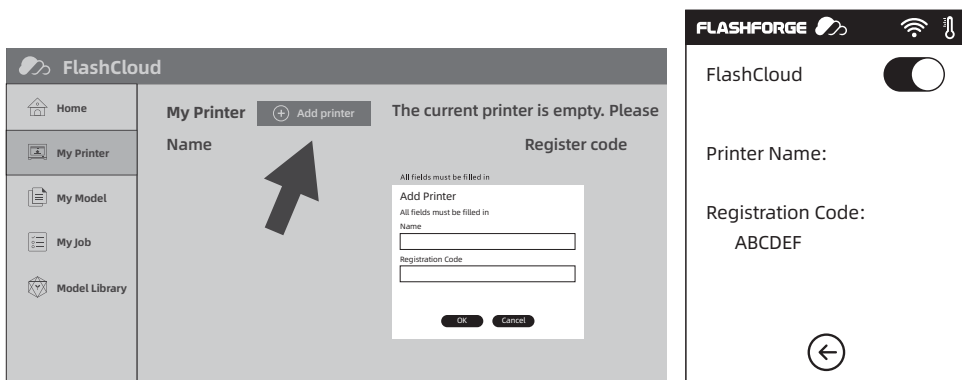 FlashCloud
Home
My Printer
My Model
My Job
Model Library
My Printer
Add printer
The current printer is empty. Please
Name
Register code
All fields must be filled in
Add Printer
All fields must be filled in
Name
Registration Code
OK
Cancel
FLASHFORGE
FlashCloud
Printer Name:
Registration Code:
ABCDEF